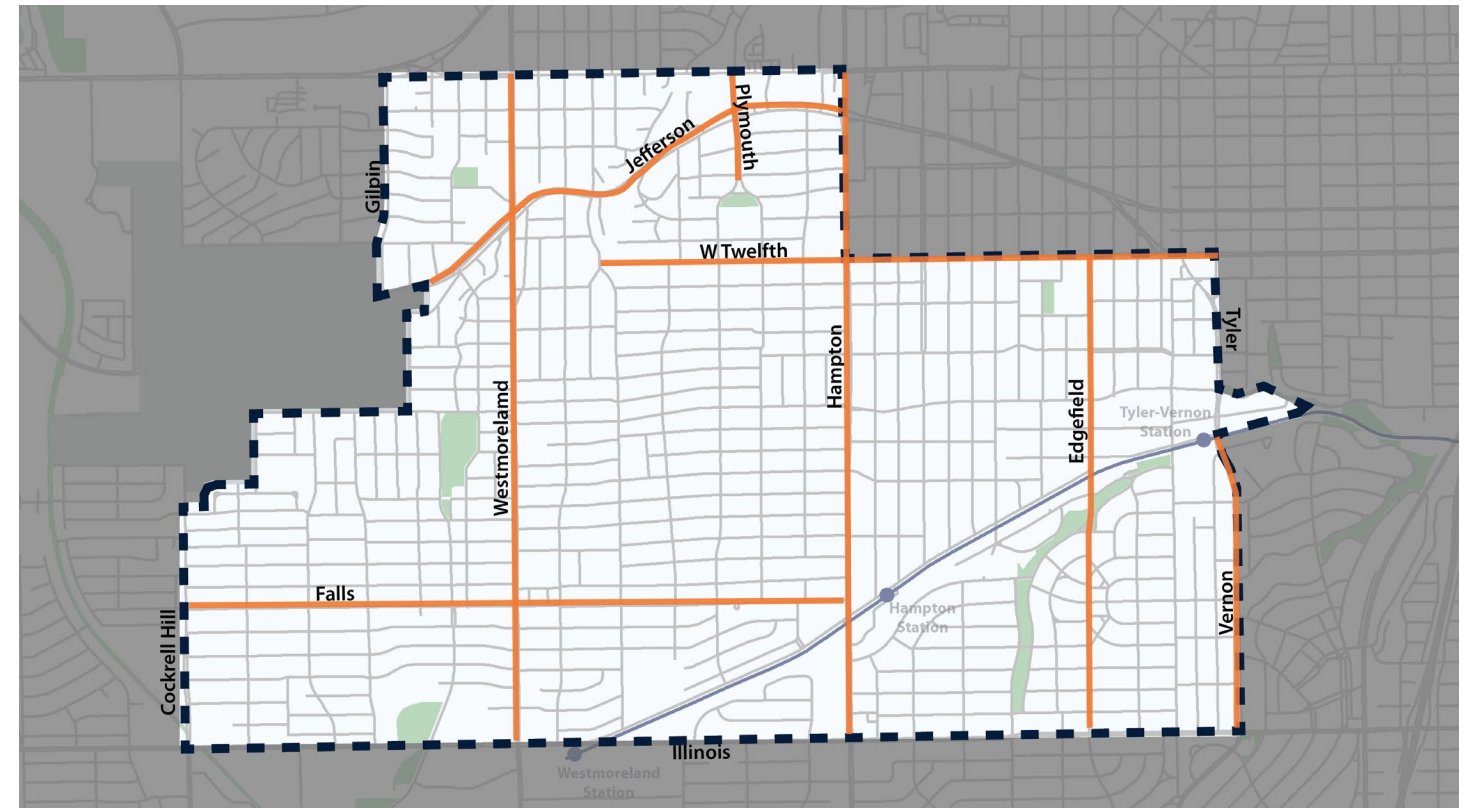 Plymouth
Jefferson
Gilpin
W Twelfth
Tyler
Hampton
Westmorelamd
Edgefield
Tyler-Vernon
Station
Falls
Vernon
Hampton
Station
Cockrell Hill
Illinois
Westmoreland
Station